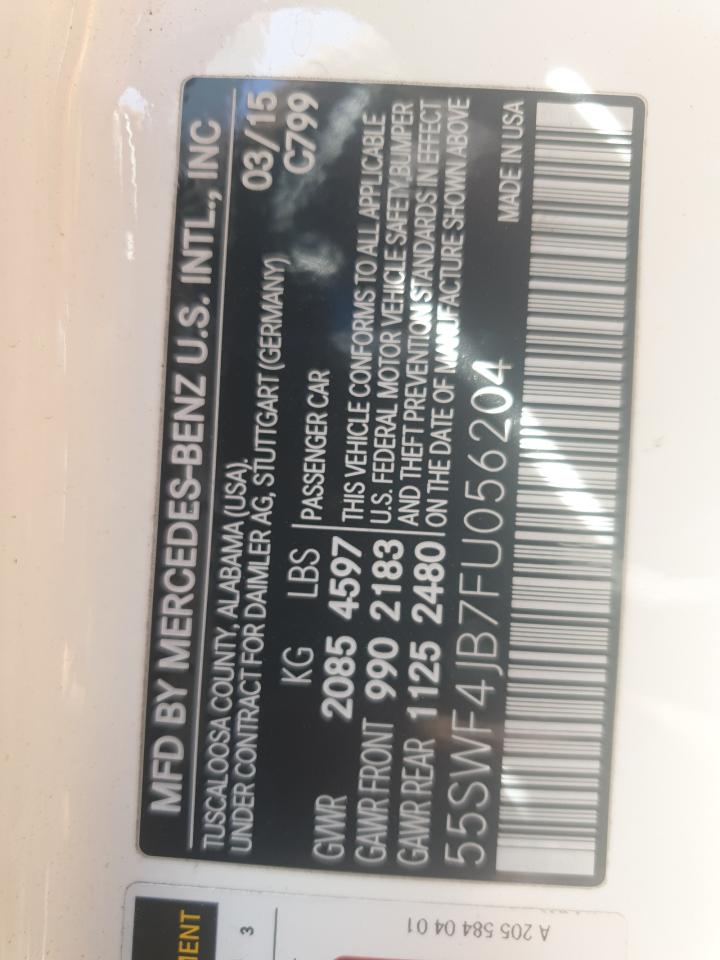 MFD BY MERCEDES-BENZ U.S. INTL., INC
TUSCALOOSA COUNTY, ALABAMA (USA).
UNDER CONTRACT FOR DAIMLER AG, STUTTGART (GERMANY)
03/15
C799
KG LBS
GVWR 2085 4597
GAWR FRONT 990 2183
GAWR REAR 1125 2480
PASSENGER CAR
THIS VEHICLE CONFORMS TO ALL APPLICABLE
U.S. FEDERAL MOTOR VEHICLE SAFETY,BUMPER
AND THEFT PREVENTION STANDARDS IN EFFECT
ON THE DATE OF MANUFACTURE SHOWN ABOVE
55SWF4JB7FU056204
MADE IN USA
MENT
3
A 205 584 04 01